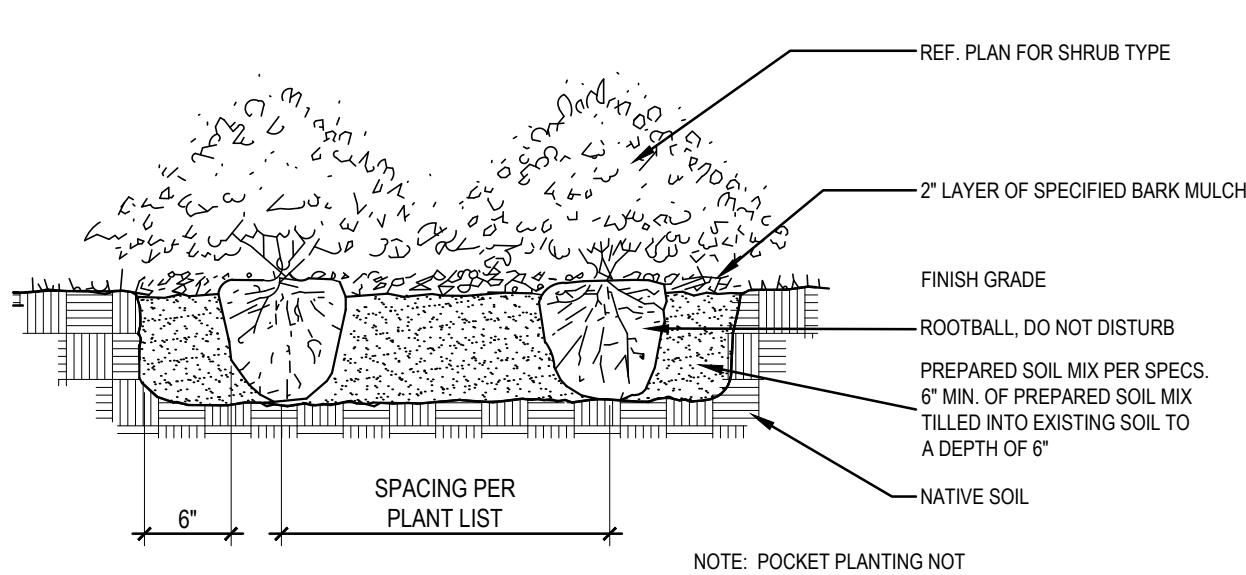 REF. PLAN FOR SHRUB TYPE
2" LAYER OF SPECIFIED BARK MULCH
FINISH GRADE
ROOTBALL, DO NOT DISTURB
PREPARED SOIL MIX PER SPECS.
6" MIN. OF PREPARED SOIL MIX
TILLED INTO EXISTING SOIL TO
A DEPTH OF 6"
NATIVE SOIL
6"
SPACING PER
PLANT LIST
NOTE: POCKET PLANTING NOT